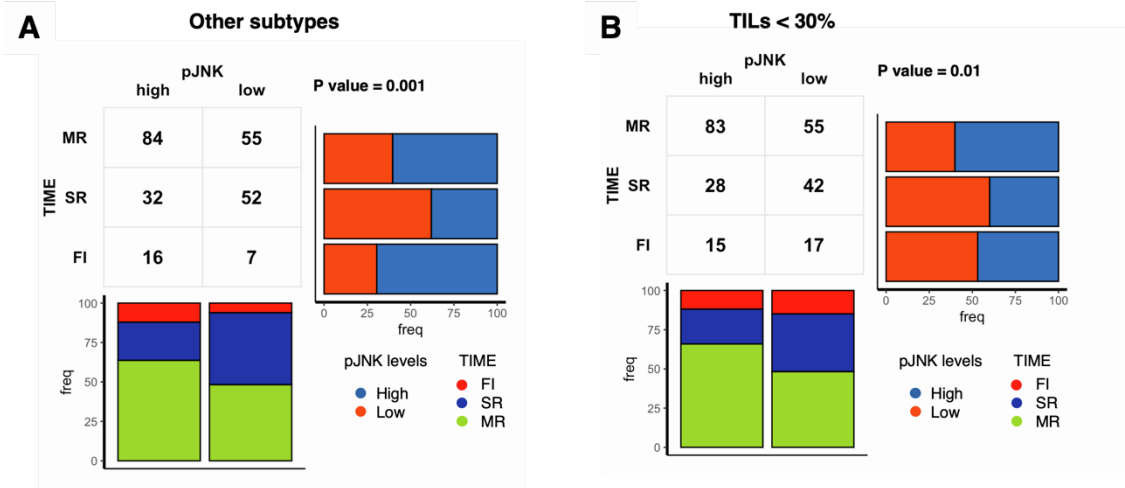 A
Other subtypes
pJNK
high low
P value = 0.001
TIME
MR 84 55
SR 32 52
FI 16 7
0 25 50 75 100
freq
freq
100
75
50
25
0
pJNK levels
High
Low
TIME
FI
SR
MR
B
TILs < 30%
pJNK
high low
P value = 0.01
TIME
MR 83 55
SR 28 42
FI 15 17
0 25 50 75 100
freq
freq
100
75
50
25
0
pJNK levels
High
Low
TIME
FI
SR
MR